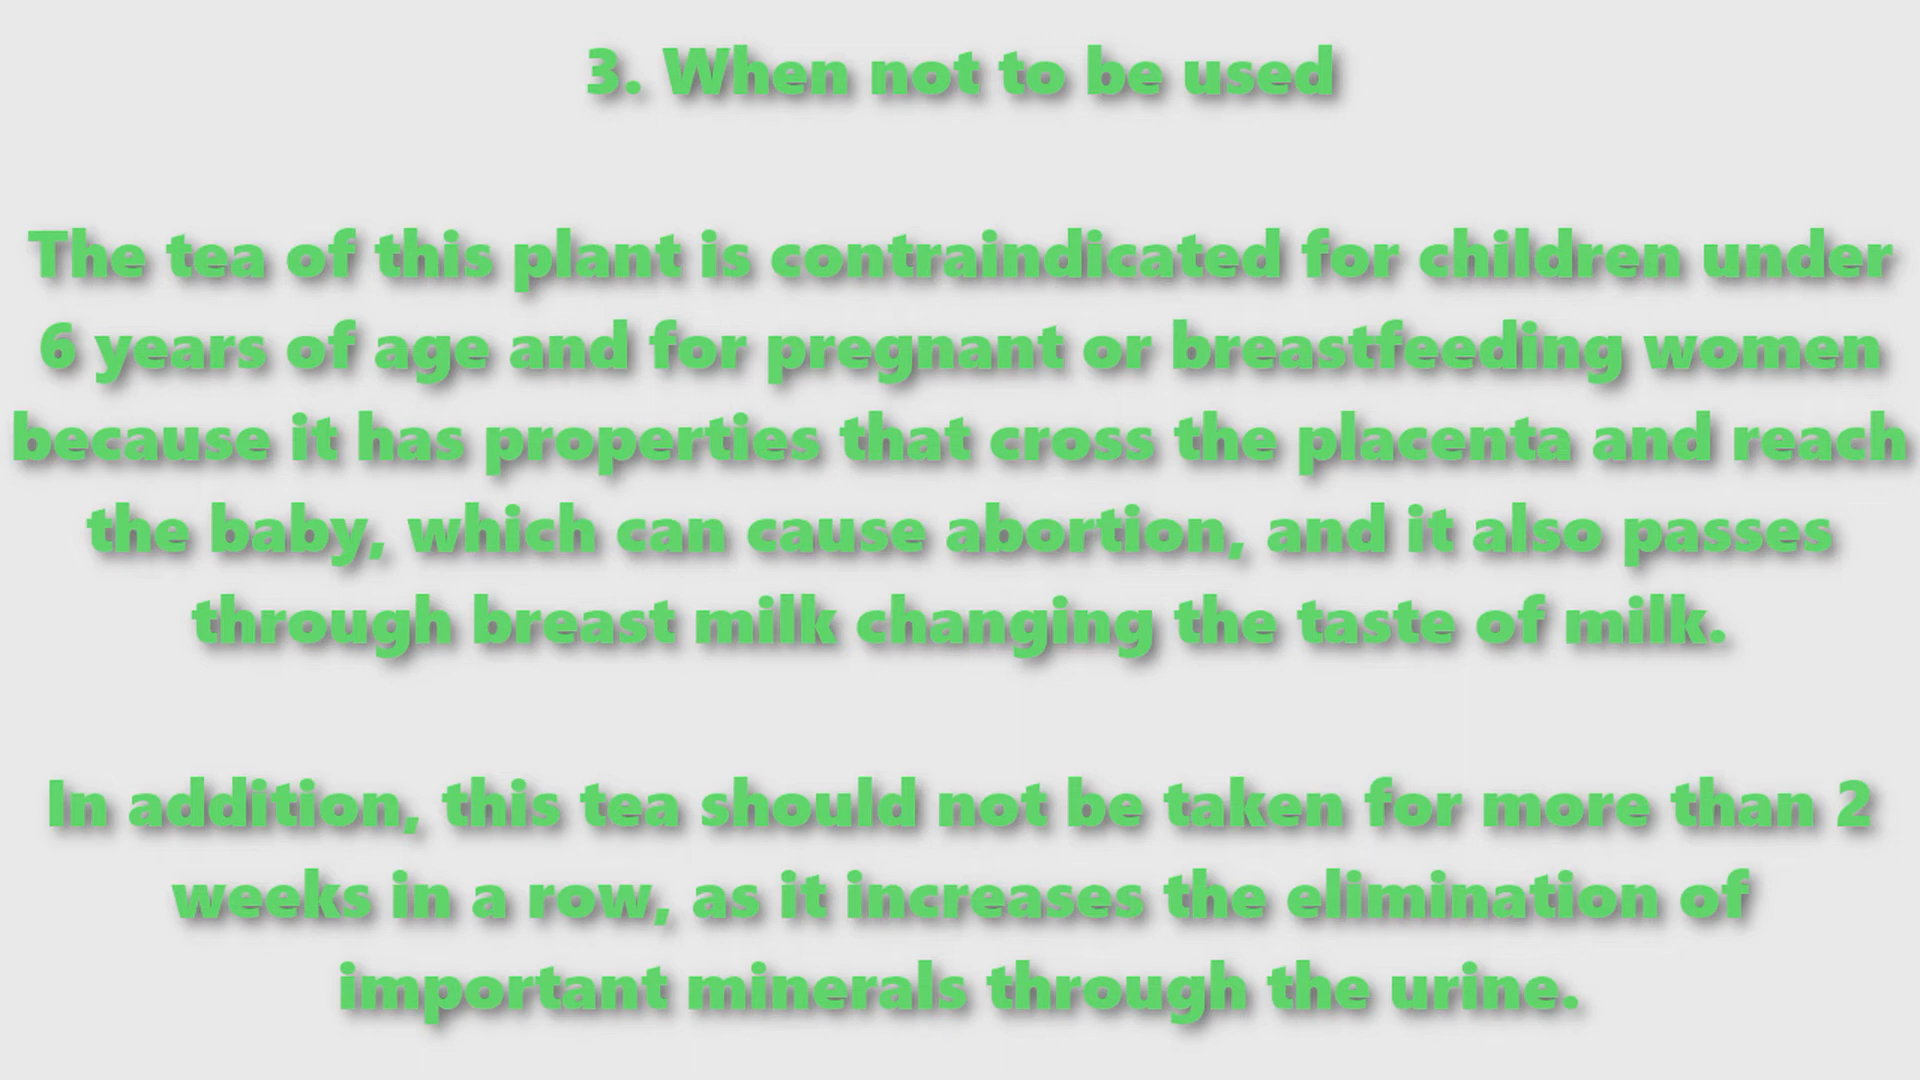 3. When not to be used
The tea of this plant is contraindicated for children under
6 years of age and for pregnant or breastfeeding women
because it has properties that cross the placenta and reach
the baby, which can cause abortion, and it also passes
through breast milk changing the taste of milk.
In addition, this tea should not be taken for more than 2
weeks in a row, as it increases the elimination of
important minerals through the urine.